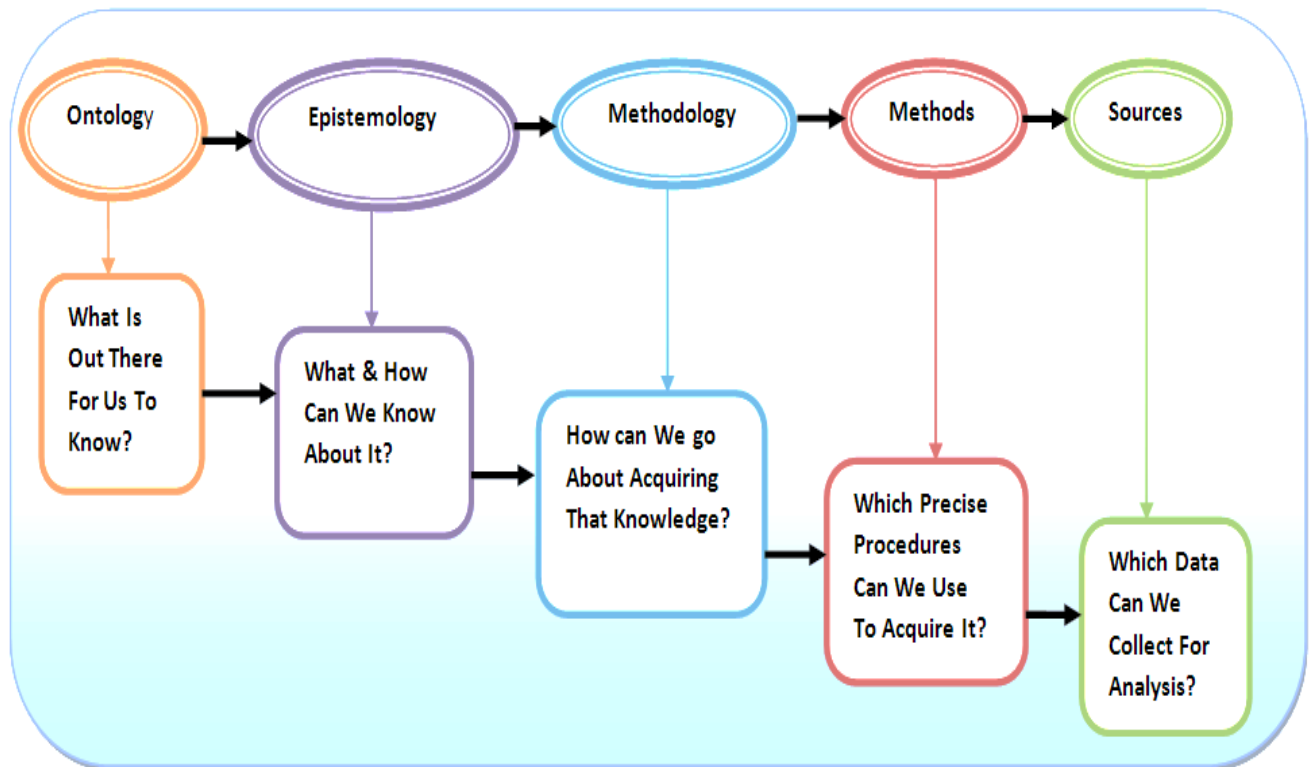 Ontology
Epistemology
Methodology
Methods
Sources
What Is
Out There
For Us To
Know?
What & How
Can We Know
About It?
How can We go
About Acquiring
That Knowledge?
Which Precise
Procedures
Can We Use
To Acquire It?
Which Data
Can We
Collect For
Analysis?